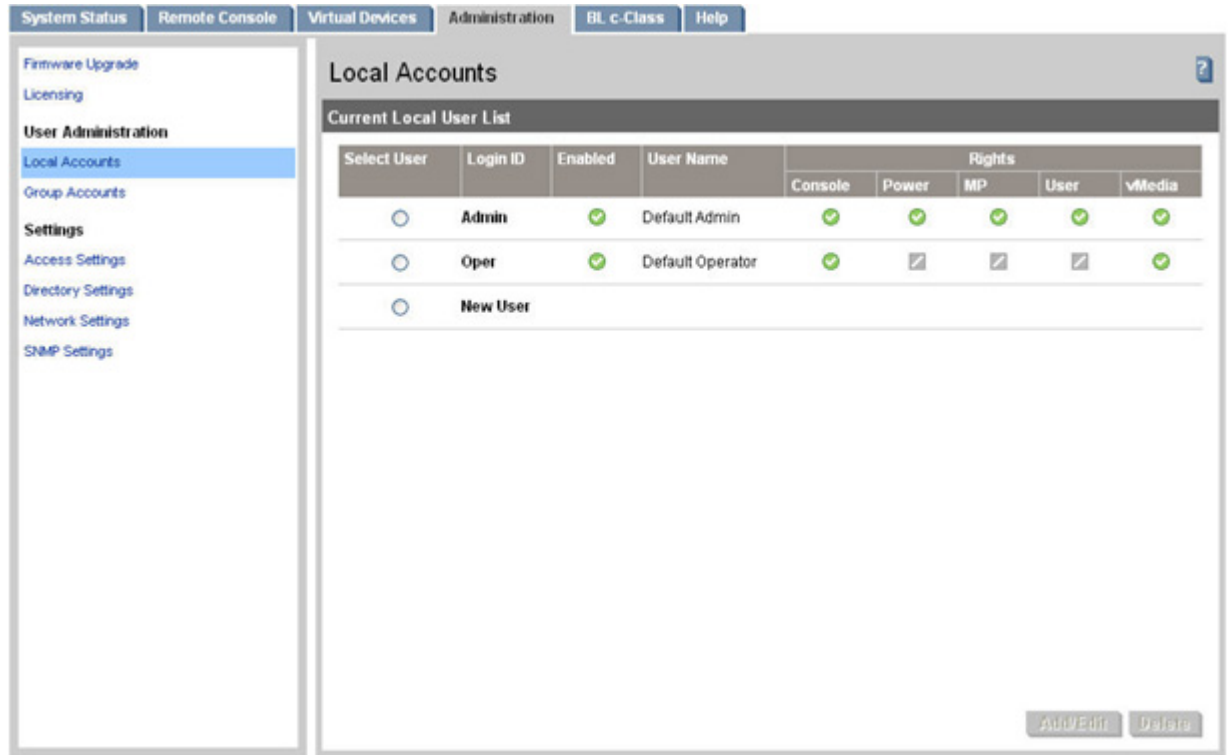 System Status Remote Console Virtual Devices Administration BL c-Class Help
Firmware Upgrade
Licensing
User Administration
Local Accounts
Group Accounts
Settings
Access Settings
Directory Settings
Network Settings
SNMP Settings
Local Accounts
?
Current Local User List
Select User Login ID Enabled User Name Rights
Console Power MP User vMedia
Admin Default Admin
Oper Default Operator
New User
Add/Edit Delete